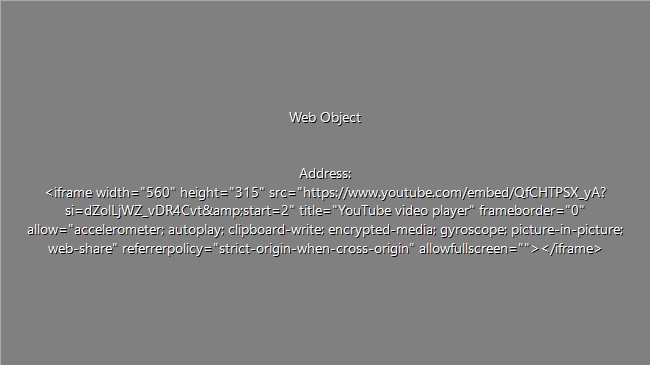 Web Object
Address:
<iframe width="560" height="315" src="https://www.youtube.com/embed/QfCHTPSX_yA?
si=dZolLjWZ_vDR4Cvt&amp;start=2" title="YouTube video player" frameborder="0"
allow="accelerometer; autoplay; clipboard-write; encrypted-media; gyroscope; picture-in-picture;
web-share" referrerpolicy="strict-origin-when-cross-origin" allowfullscreen=""></iframe>